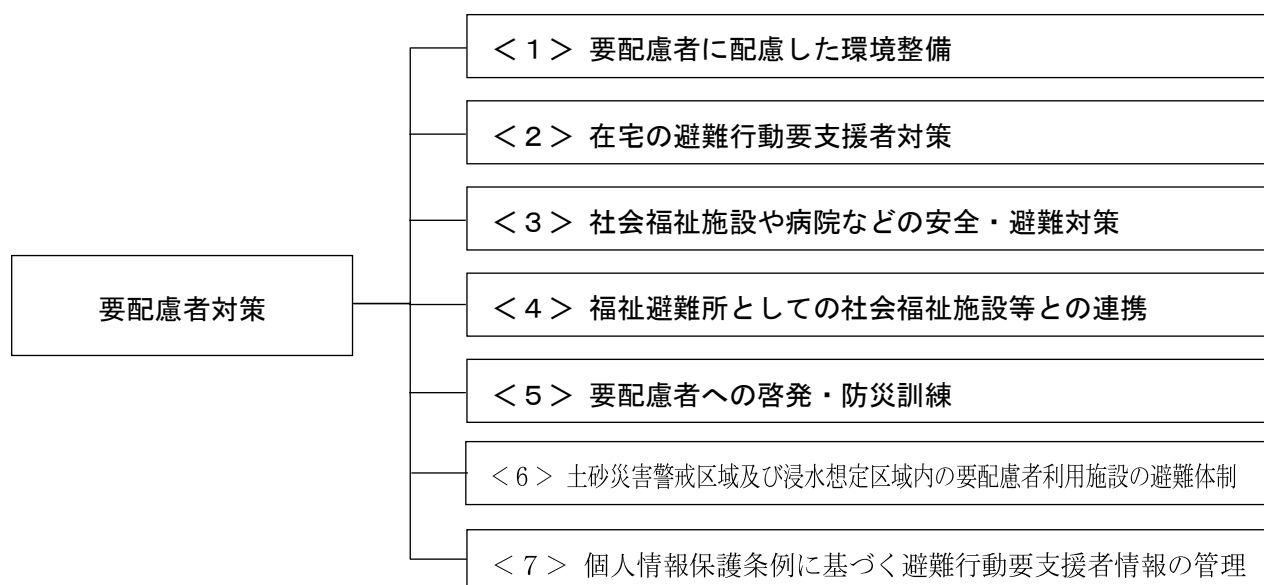 ＜１＞ 要配慮者に配慮した環境整備
＜２＞ 在宅の避難行動要支援者対策
＜３＞ 社会福祉施設や病院などの安全・避難対策
要配慮者対策
＜４＞ 福祉避難所としての社会福祉施設等との連携
＜５＞ 要配慮者への啓発・防災訓練
＜６＞ 土砂災害警戒区域及び浸水想定区域内の要配慮者利用施設の避難体制
＜７＞ 個人情報保護条例に基づく避難行動要支援者情報の管理